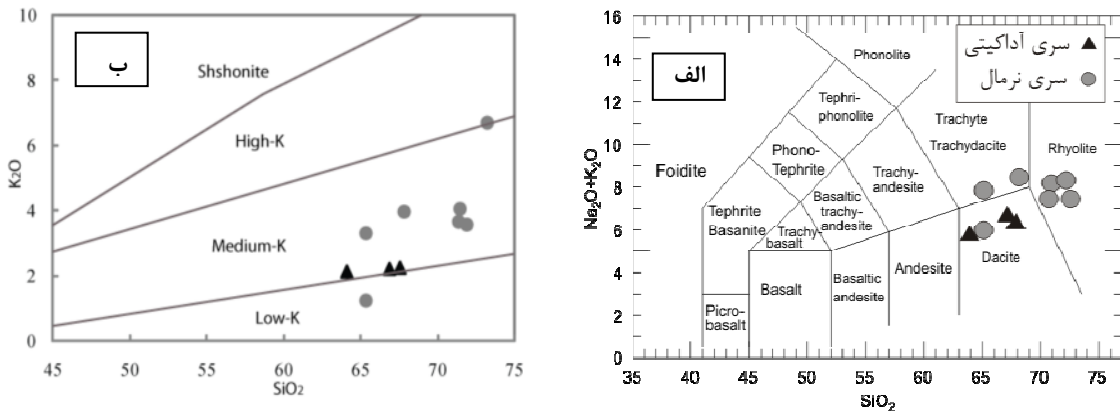 ب
10
8
6
4
2
0
K2O
Shshonite
High-K
Medium-K
Low-K
45 50 55 60 65 70 75
SiO2
الف
سری آداکیتی
سری نرمال
16
14
12
10
8
6
4
2
0
Na2O+K2O
Phonolite
Tephri-
phonolite
Trachyte
Trachydacite
Rhyolite
Foidite
Phono-
Tephrite
Trachy-
andesite
Tephrite
Basanite
Basaltic
trachy-
andesite
Trachy-
basalt
Basalt
Basaltic
andesite
Andesite
Dacite
Picro-
basalt
35 40 45 50 55 60 65 70 75
SiO2